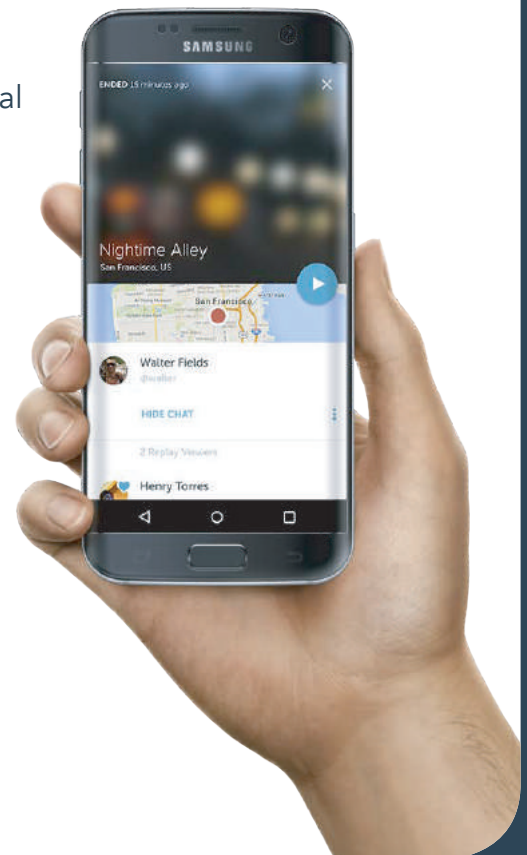 al
SAMSUNG
ENDED 15 minutes ago
Nightime Alley
San Francisco, US
San Francisco
Walter Fields
@walter
HIDE CHAT
2 Replay Viewers
Henry Torres